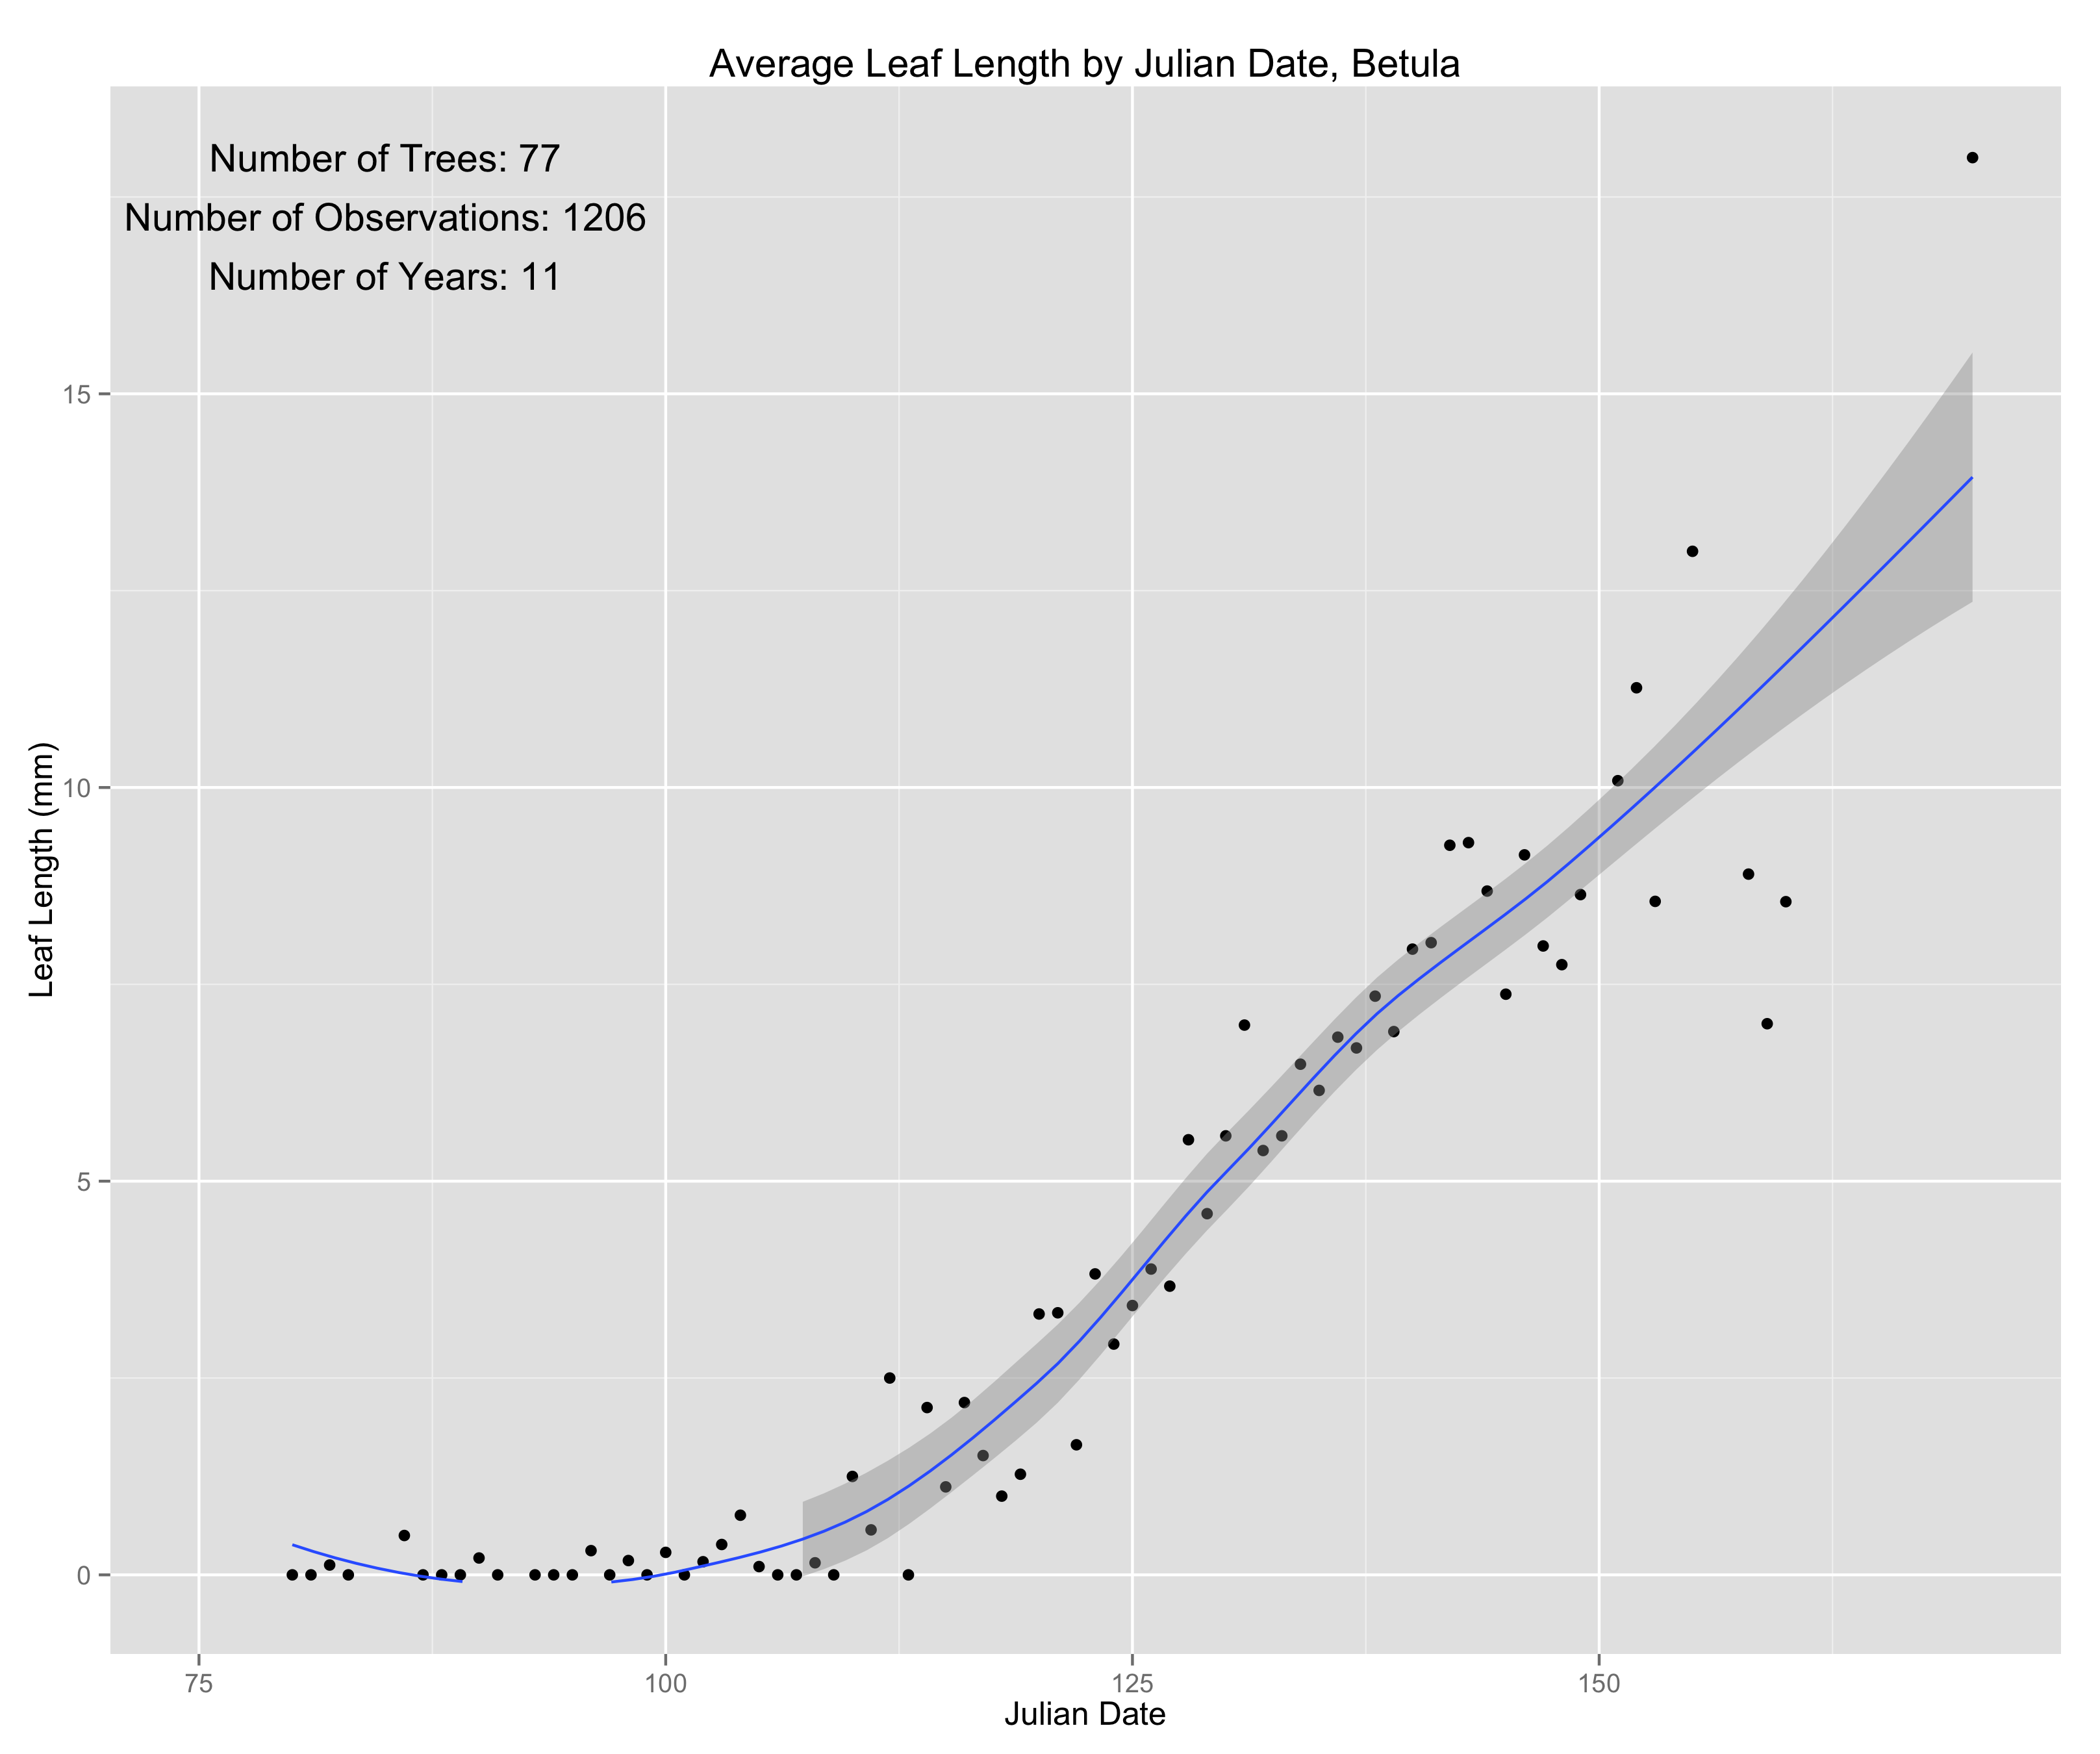 Average Leaf Length by Julian Date, Betula
Number of Trees: 77
Number of Observations: 1206
Number of Years: 11
Leaf Length (mm)
15
10
5
0
75 100 125 150
Julian Date